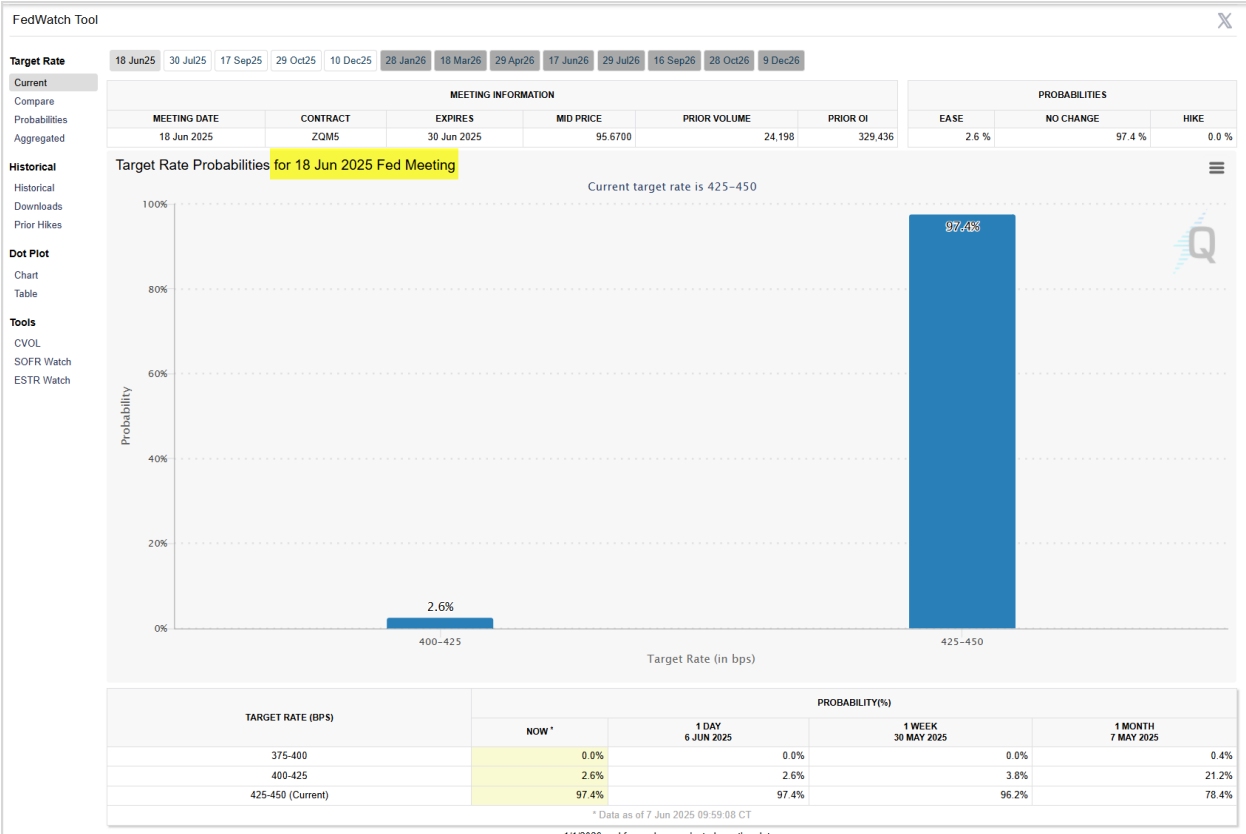 FedWatch Tool
Target Rate
Current
Compare
Probabilities
Aggregated
Historical
Historical
Downloads
Prior Hikes
Dot Plot
Chart
Table
Tools
CVOL
SOFR Watch
ESTR Watch
18 Jun25 30 Jul25 17 Sep25 29 Oct25 10 Dec25 28 Jan26 18 Mar26 29 Apr26 17 Jun26 29 Jul26 16 Sep26 28 Oct26 9 Dec26
MEETING INFORMATION
MEETING DATE CONTRACT EXPIRES MID PRICE PRIOR VOLUME PRIOR OI
18 Jun 2025 ZQM5 30 Jun 2025 95.6700 24,198 329,436
PROBABILITIES
EASE NO CHANGE HIKE
2.6 % 97.4 % 0.0 %
Target Rate Probabilities for 18 Jun 2025 Fed Meeting
Current target rate is 425–450
100%
80%
60%
40%
20%
0%
Probability
2.6%
97.4%
Q
400–425 425–450
Target Rate (in bps)
TARGET RATE (BPS) PROBABILITY(%)
NOW * 1 DAY 1 WEEK 1 MONTH
6 JUN 2025 30 MAY 2025 7 MAY 2025
375-400 0.0% 0.0% 0.0% 0.4%
400-425 2.6% 2.6% 3.8% 21.2%
425-450 (Current) 97.4% 97.4% 96.2% 78.4%
* Data as of 7 Jun 2025 09:59:08 CT